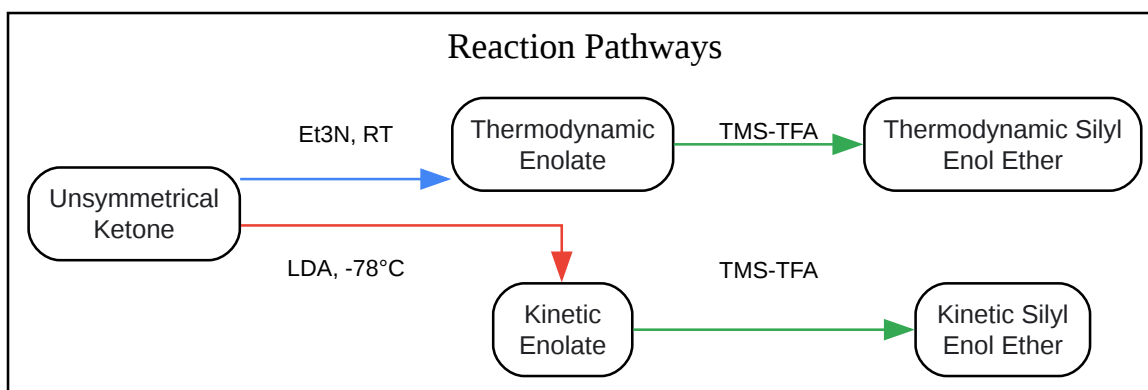 Reaction Pathways
Et3N, RT
Thermodynamic
Enolate
TMS-TFA
Thermodynamic Silyl
Enol Ether
Unsymmetrical
Ketone
LDA, -78°C
TMS-TFA
Kinetic
Enolate
Kinetic Silyl
Enol Ether